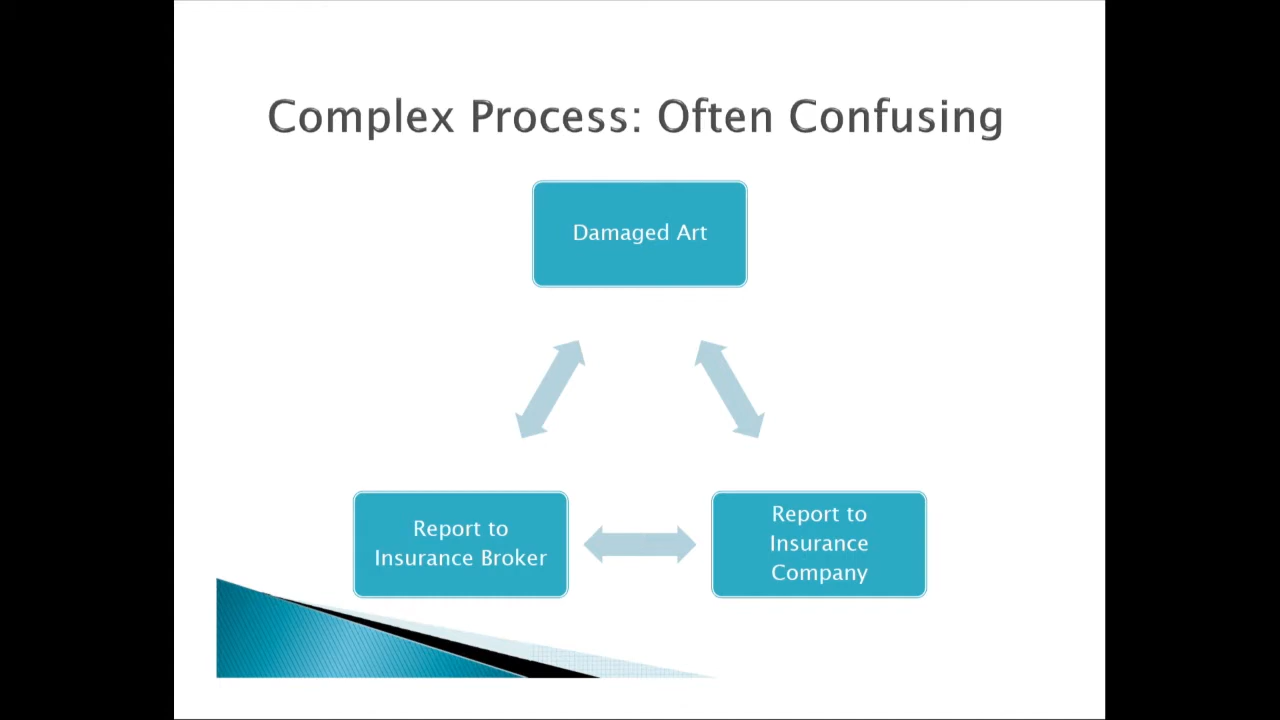 Complex Process: Often Confusing
Damaged Art
Report to
Insurance Broker
Report to
Insurance
Company